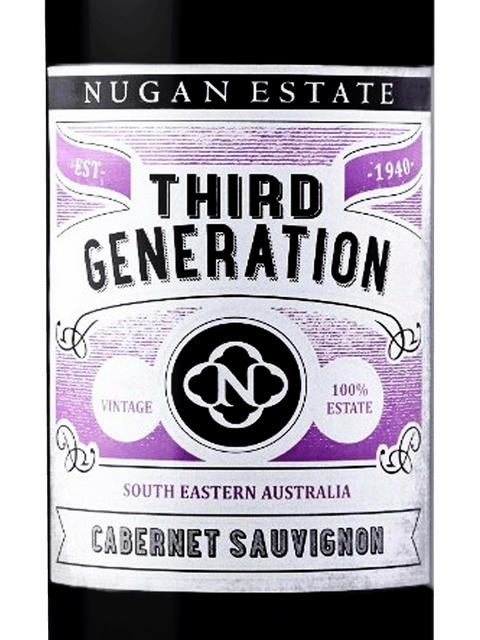 NUGAN ESTATE
-EST-
-1940-
THIRD
GENERATION
N
VINTAGE
100%
ESTATE
SOUTH EASTERN AUSTRALIA
CABERNET SAUVIGNON